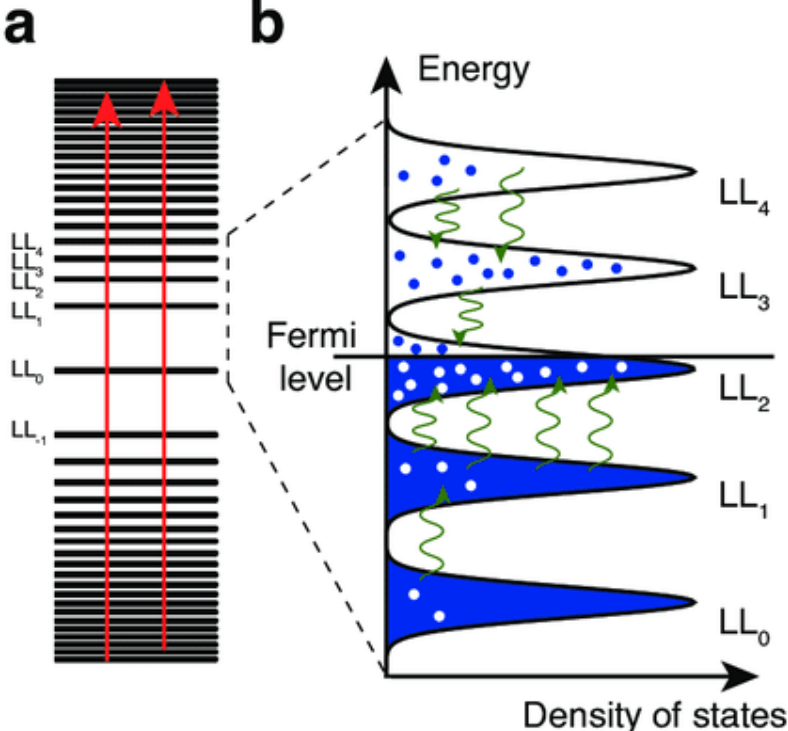 a
b
Energy
LL₄
LL₃
LL₂
LL₁
LL₀
LL₋₁
Fermi
level
LL₄
LL₃
LL₂
LL₁
LL₀
Density of states